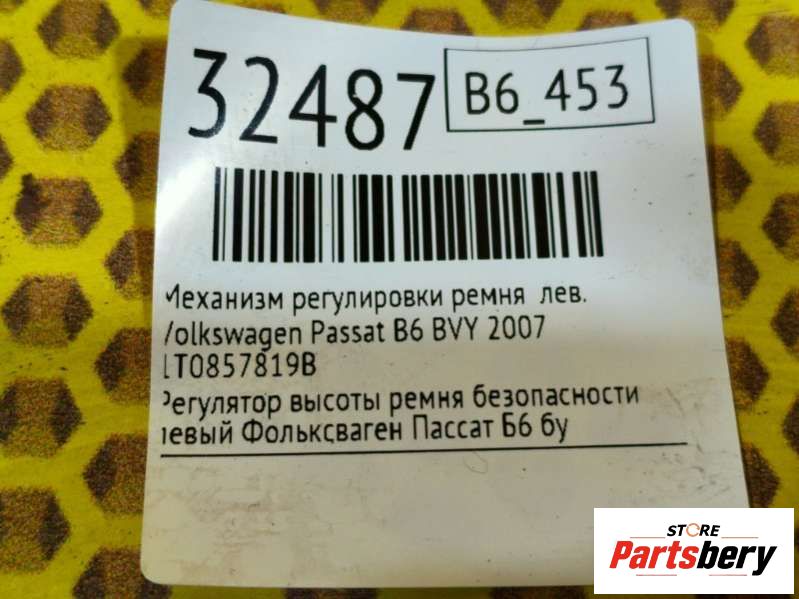 32487 B6_453
Механизм регулировки ремня лев.
Volkswagen Passat B6 BVY 2007
1T0857819B
Регулятор высоты ремня безопасности
левый Фольксваген Пассат Б6 бу
STORE
Partsbery